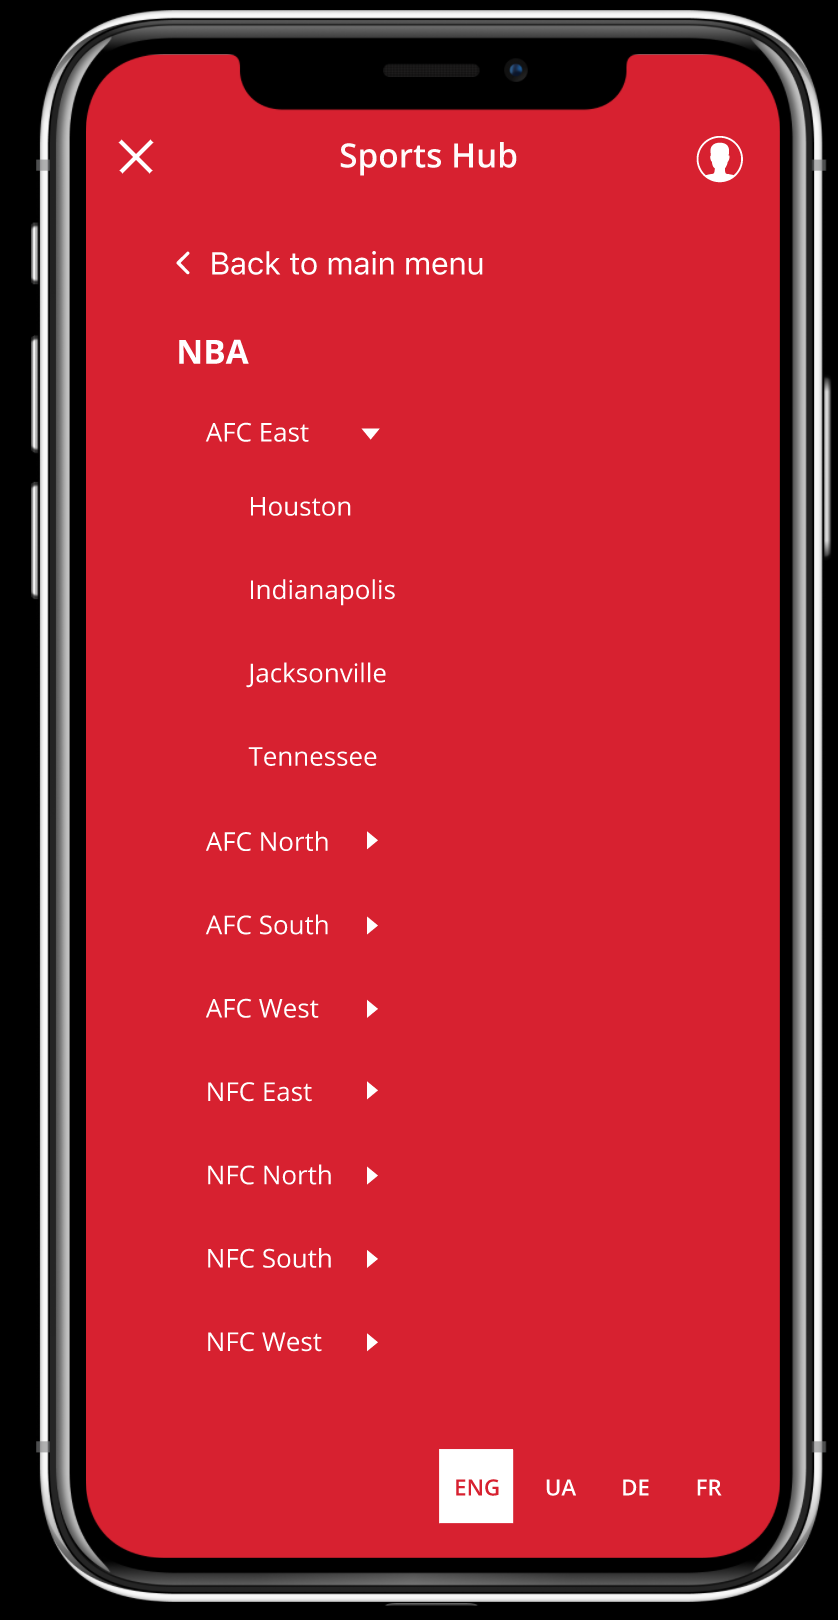 Sports Hub
Back to main menu
NBA
AFC East
Houston
Indianapolis
Jacksonville
Tennessee
AFC North
AFC South
AFC West
NFC East
NFC North
NFC South
NFC West
ENG UA DE FR